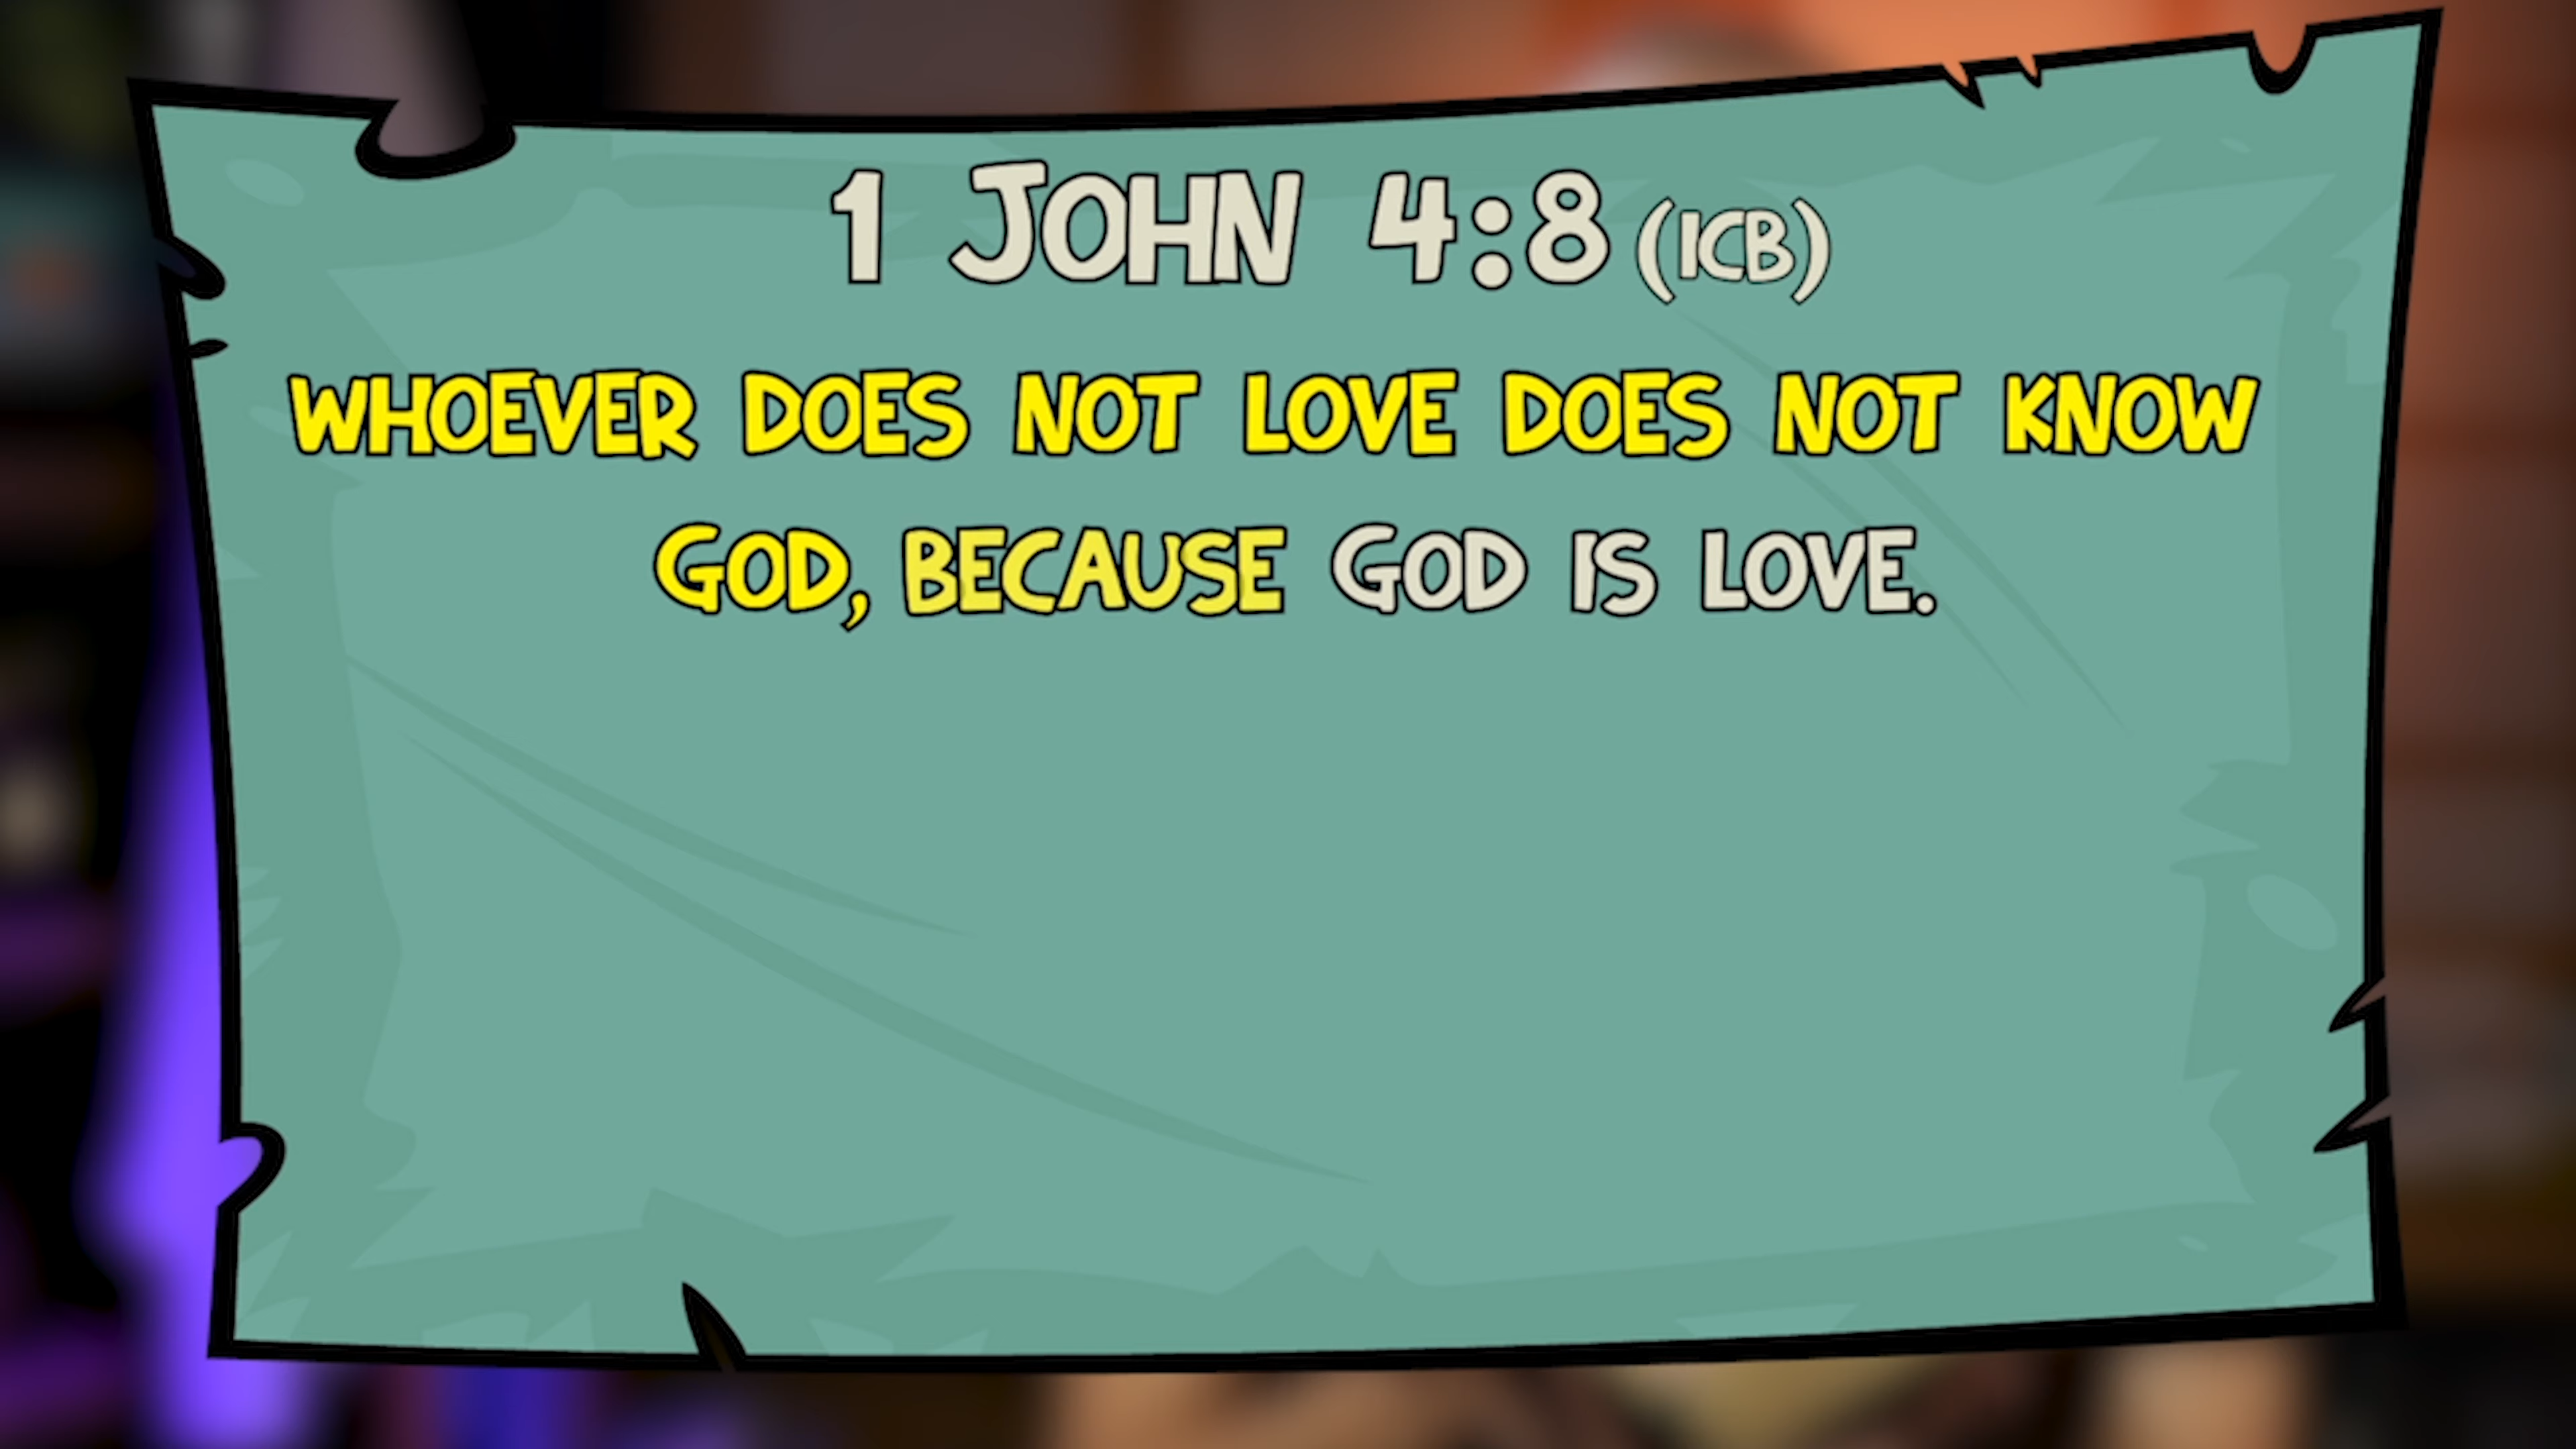 1 JOHN 4:8 (ICB)
WHOEVER DOES NOT LOVE DOES NOT KNOW
GOD, BECAUSE GOD IS LOVE.